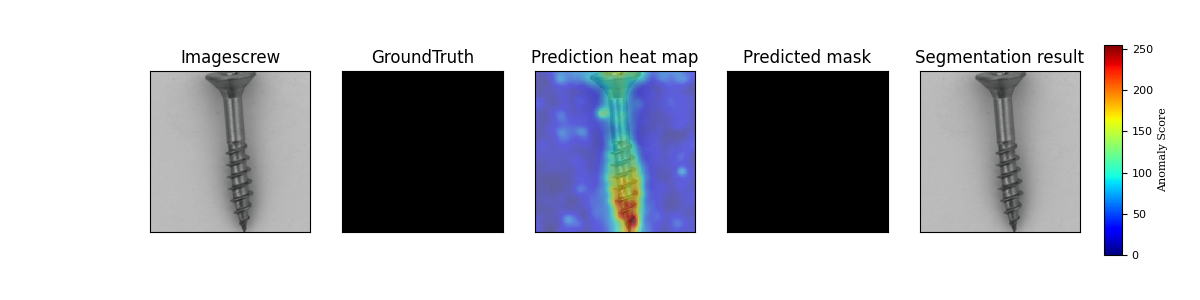 Imagescrew
GroundTruth
Prediction heat map
Predicted mask
Segmentation result
250
200
150
100
50
0
Anomaly Score